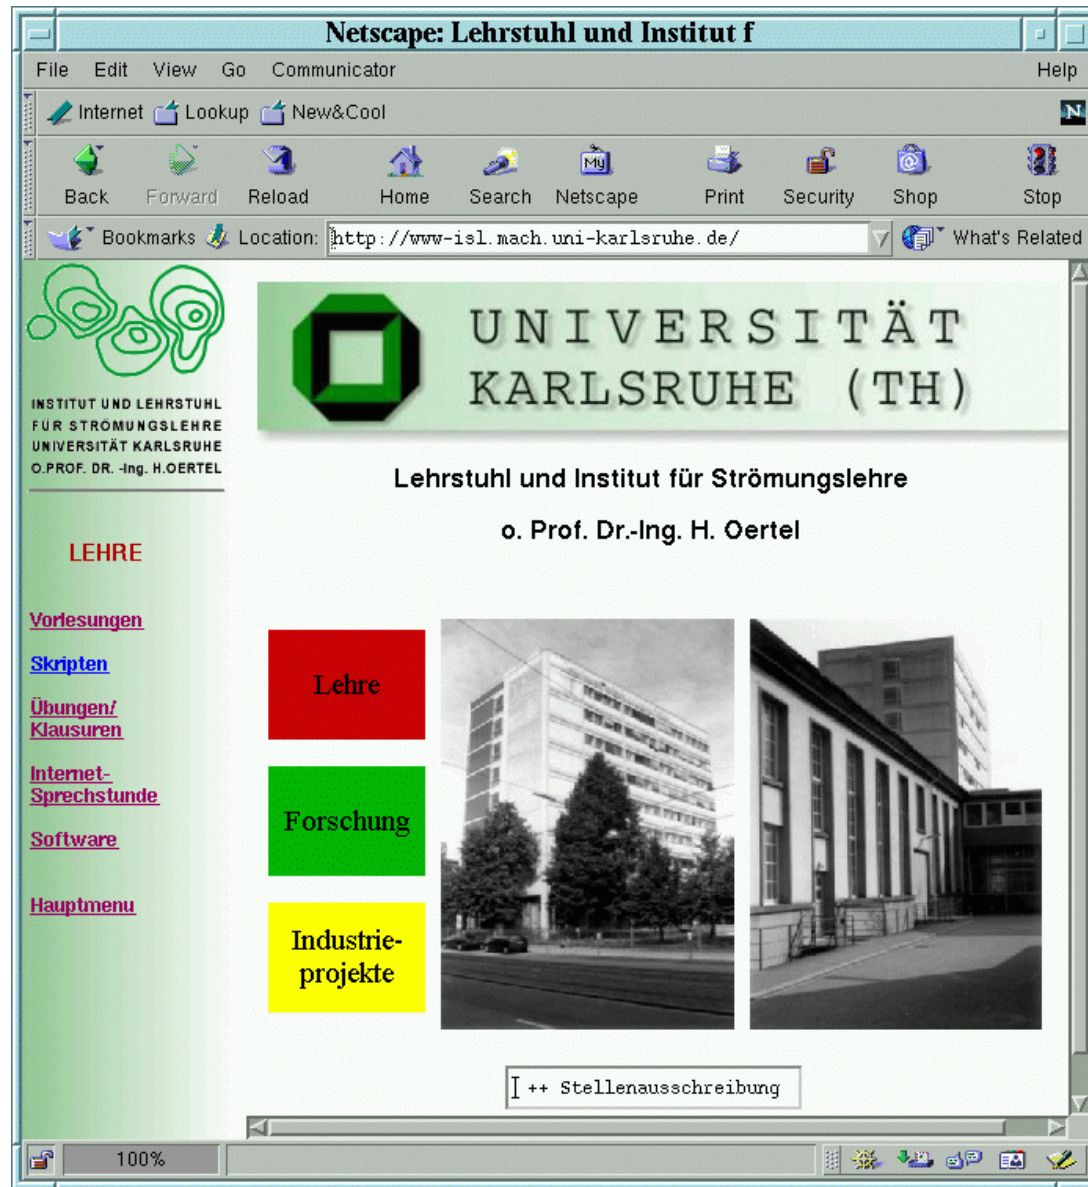 Netscape: Lehrstuhl und Institut f
File Edit View Go Communicator Help
Internet Lookup New&Cool
N
My
Back Forward Reload Home Search Netscape Print Security Shop Stop
Bookmarks Location: http://www-isl.mach.uni-karlsruhe.de/ What's Related
INSTITUT UND LEHRSTUHL
FÜR STRÖMUNGSLEHRE
UNIVERSITÄT KARLSRUHE
O.PROF. DR. -Ing. H.OERTEL
LEHRE
Vorlesungen
Skripten
Übungen/
Klausuren
Internet-
Sprechstunde
Software
Hauptmenu
UNIVERSITÄT
KARLSRUHE (TH)
Lehrstuhl und Institut für Strömungslehre
o. Prof. Dr.-Ing. H. Oertel
Lehre
Forschung
Industrie-
projekte
++ Stellenausschreibung
100%